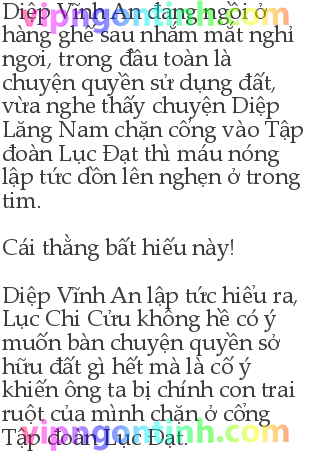 Diệp Vĩnh An đang ngồi ở
vipngontinh.com
hàng ghế sau nhắm mắt nghỉ
ngơi, trong đầu toàn là
chuyện quyền sử dụng đất,
vừa nghe thấy chuyện Diệp
Lăng Nam chặn cổng vào Tập
đoàn Lục Đạt thì máu nóng
lập tức dồn lên nghẹn ở trong
tim.
Cái thằng bất hiếu này!
Diệp Vĩnh An lập tức hiểu ra,
Lục Chi Cửu không hề có ý
muốn bàn chuyện quyền sở
hữu đất gì hết mà là cố ý
khiến ông ta bị chính con trai
ruột của mình chặn ở cổng
vipngontinh.com
Tập đoàn Lục Đạt.